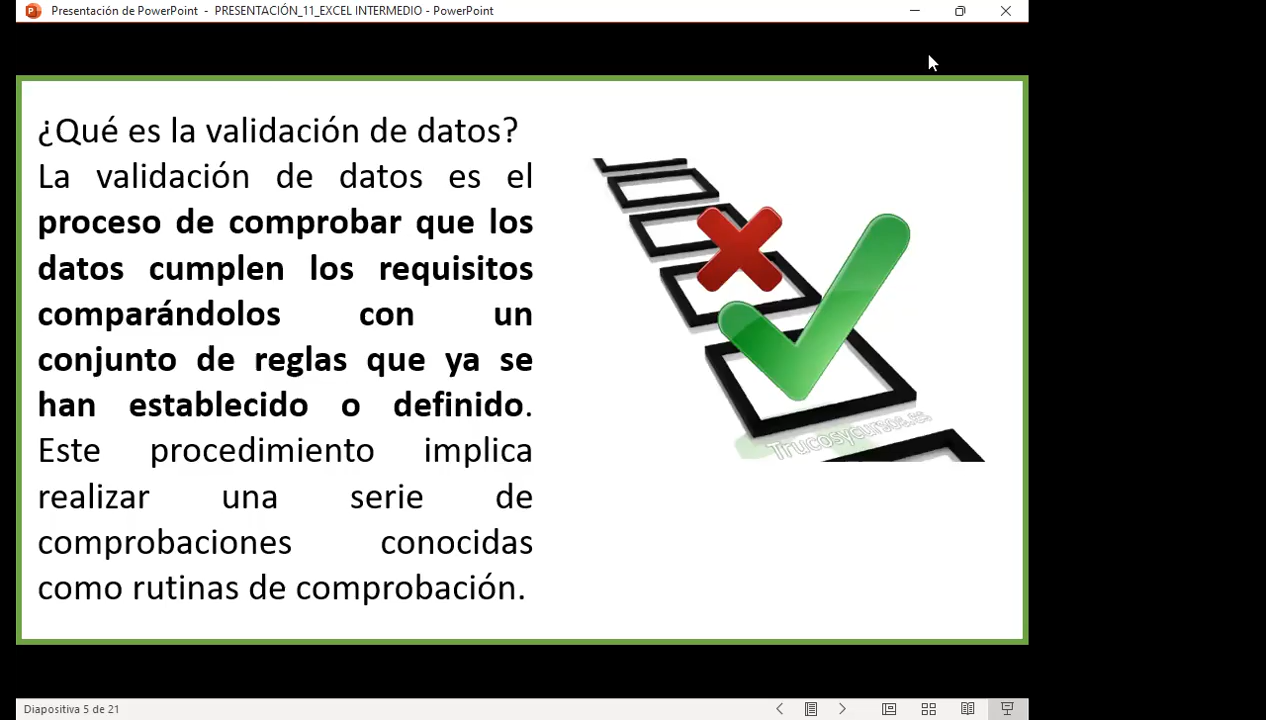 Presentación de PowerPoint - PRESENTACIÓN_11_EXCEL INTERMEDIO - PowerPoint
¿Qué es la validación de datos?
La validación de datos es el
proceso de comprobar que los
datos cumplen los requisitos
comparándolos con un
conjunto de reglas que ya se
han establecido o definido.
Este procedimiento implica
realizar una serie de
comprobaciones conocidas
como rutinas de comprobación.
Trucosycursos.es
Diapositiva 5 de 21